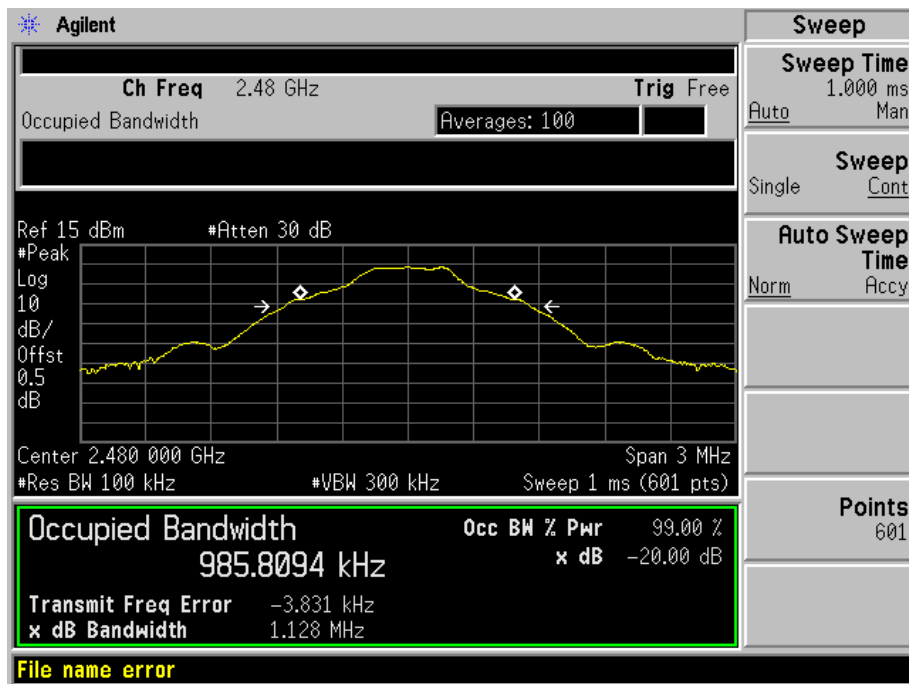 Agilent
Sweep
Ch Freq 2.48 GHz Trig Free
Occupied Bandwidth Averages: 100
Ref 15 dBm #Atten 30 dB
#Peak
Log
10
dB/
Offst
0.5
dB
Center 2.480 000 GHz Span 3 MHz
#Res BW 100 kHz #VBW 300 kHz Sweep 1 ms (601 pts)
Occupied Bandwidth
985.8094 kHz
Occ BW % Pwr 99.00 %
x dB -20.00 dB
Transmit Freq Error -3.831 kHz
x dB Bandwidth 1.128 MHz
File name error
Sweep Time
1.000 ms
Auto Man
Sweep
Single Cont
Auto Sweep
Time
Norm Accy
Points
601